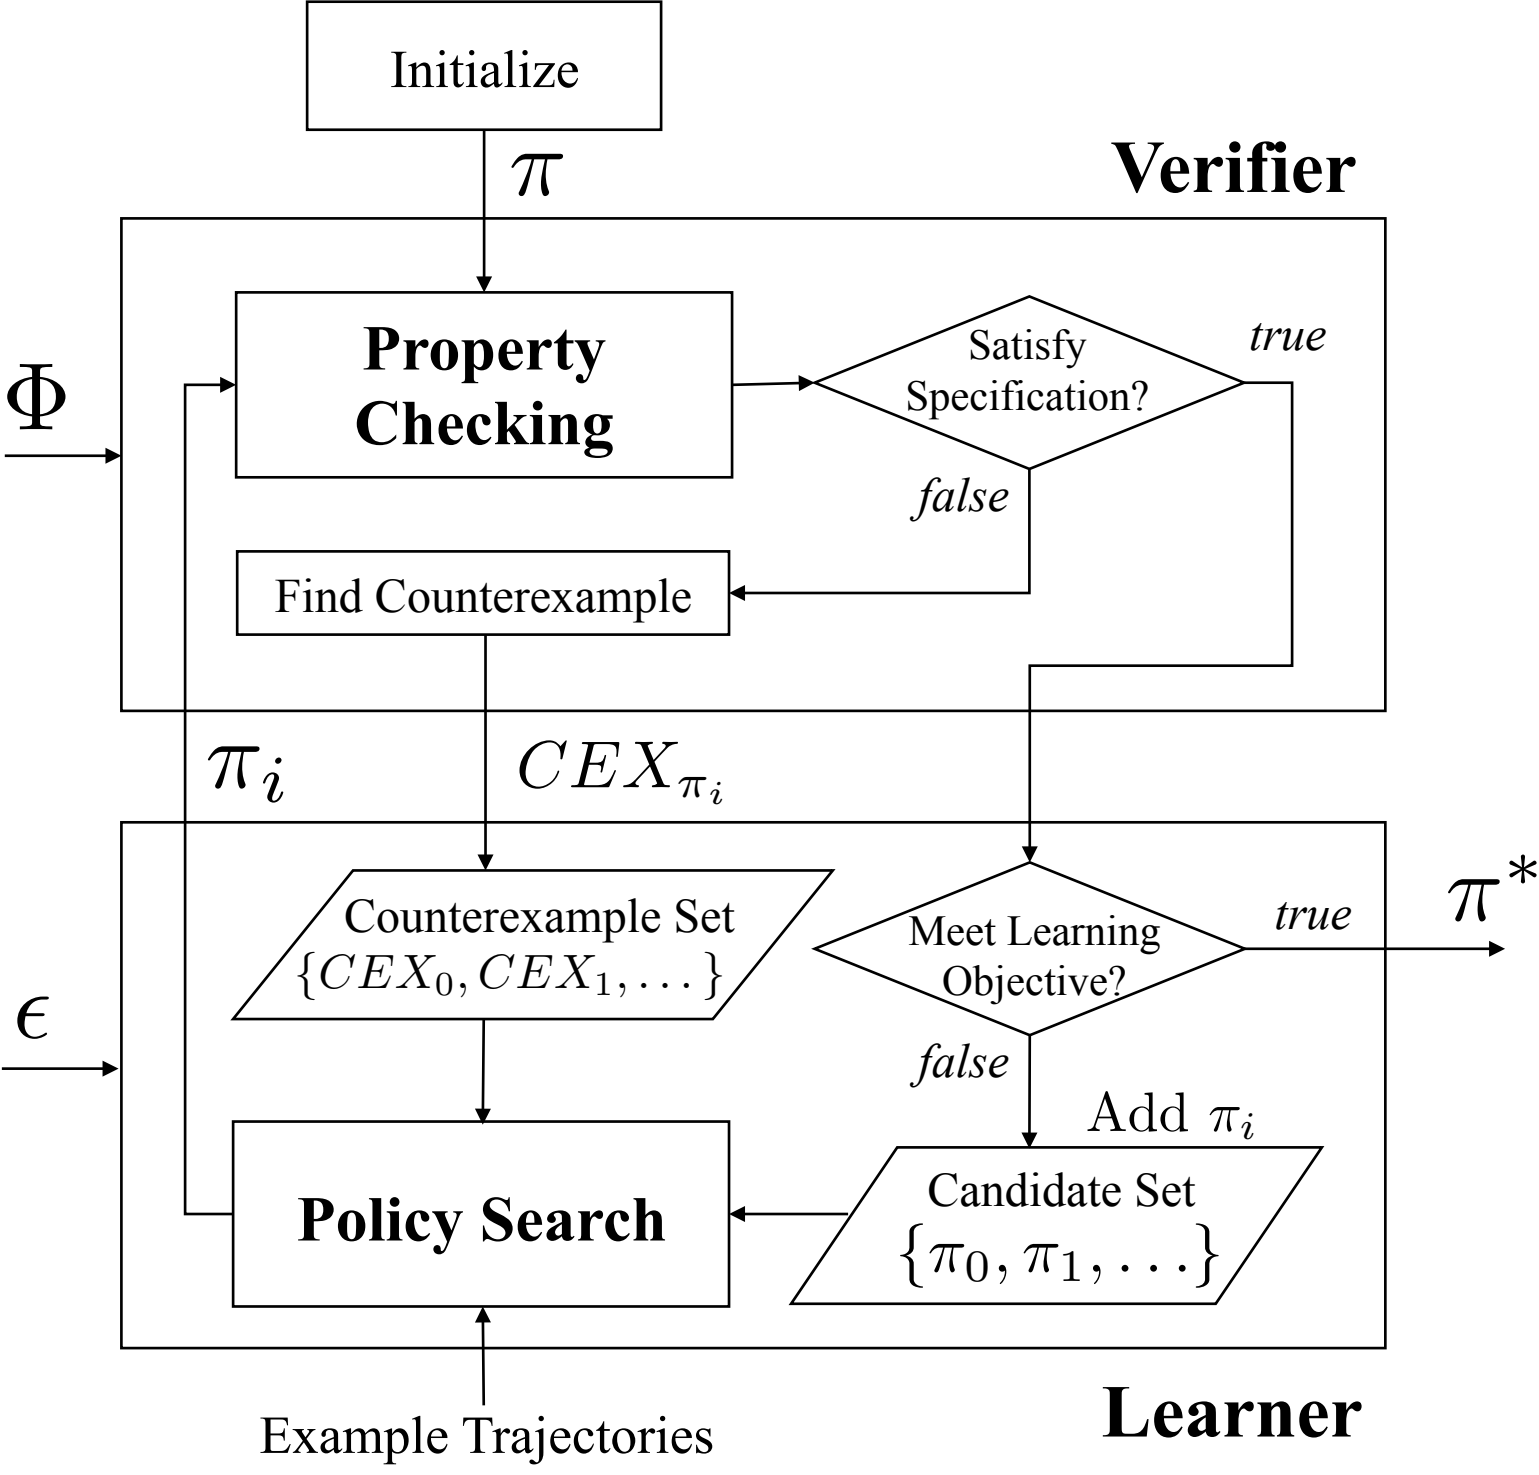 Initialize
π
Verifier
Φ
Property
Checking
Satisfy
Specification?
true
false
Find Counterexample
π_i
CEX_{π_i}
Counterexample Set
{CEX_0, CEX_1, ...}
Meet Learning
Objective?
true
π*
false
ϵ
Add π_i
Candidate Set
{π_0, π_1, ...}
Policy Search
Example Trajectories
Learner